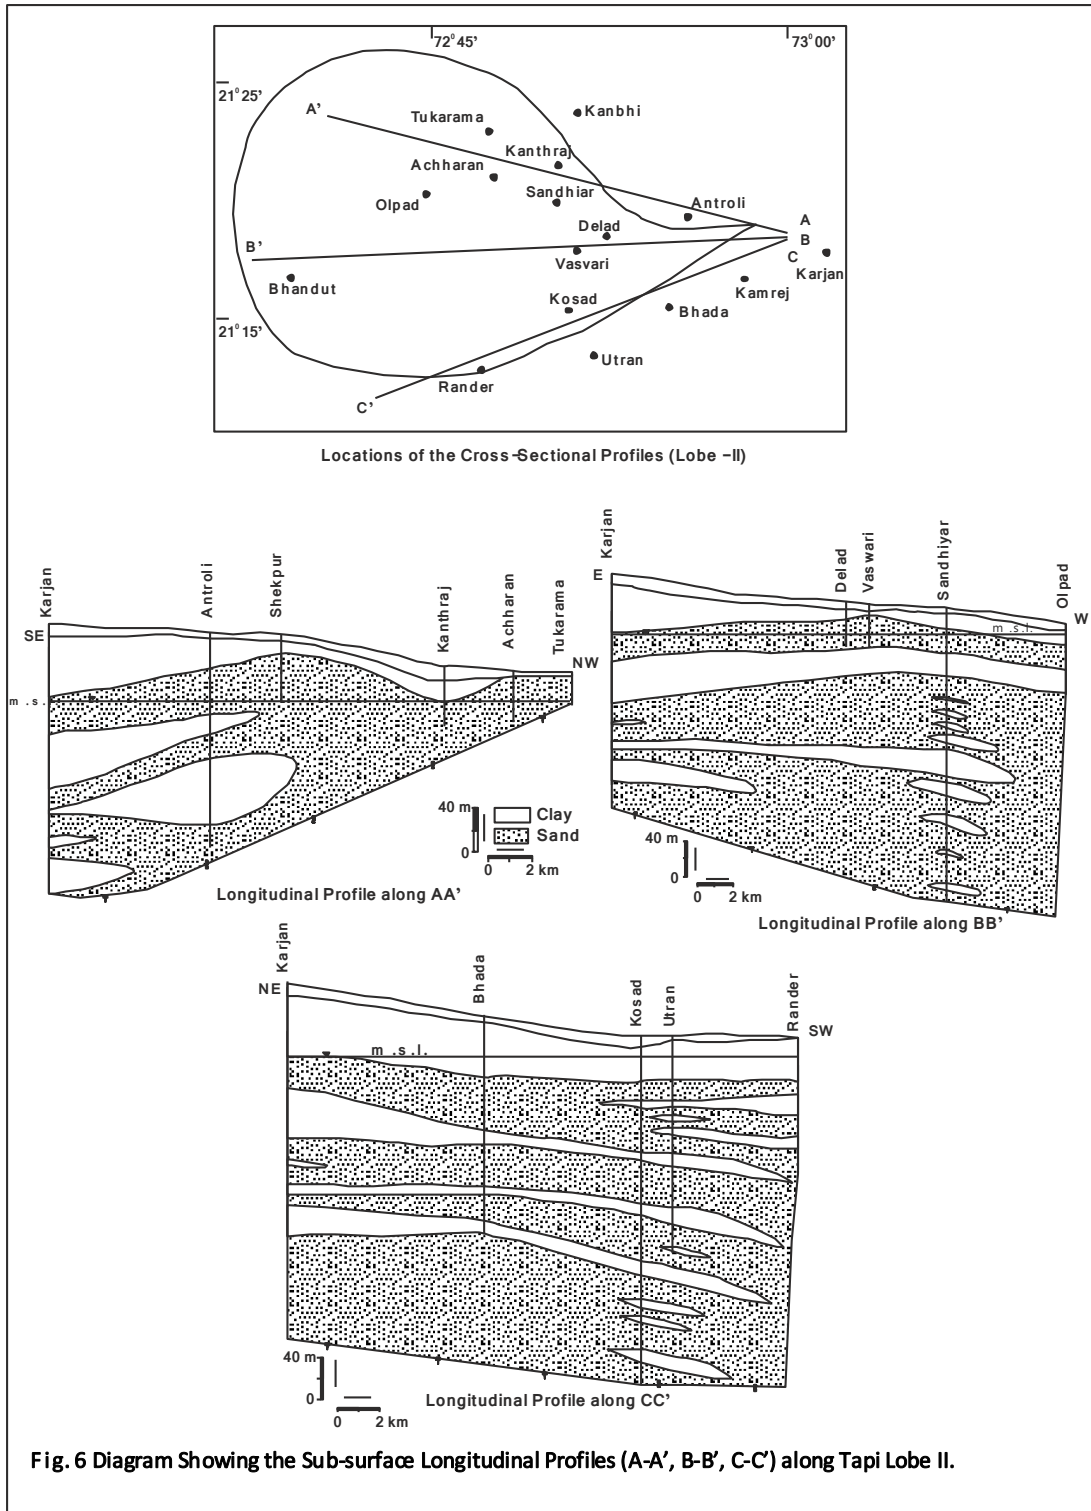 72°45'
73°00'
21°25'
A'
Kanbhi
Tukarama
Kanthraj
Achharan
Olpad
Sandhiar
Antroli
A
Delad
B
B'
Vasvari
C
Karjan
Bhandut
Kamrej
Kosad
Bhada
21°15'
Utran
Rander
C'
Locations of the Cross-Sectional Profiles (Lobe -II)
Karjan
Antroli
Shekpur
Kanthraj
Achharan
Tukarama
SE
NW
m .s.l.
40 m
0
Clay
Sand
0 2 km
Longitudinal Profile along AA'
Karjan
Delad
Vaswari
Sandhiyar
Olpad
E
W
m .s.l.
40 m
0
0 2 km
Longitudinal Profile along BB'
Karjan
Bhada
Kosad
Utran
Rander
NE
SW
m .s.l.
40 m
0
0 2 km
Longitudinal Profile along CC'
Fig. 6 Diagram Showing the Sub-surface Longitudinal Profiles (A-A', B-B', C-C') along Tapi Lobe II.